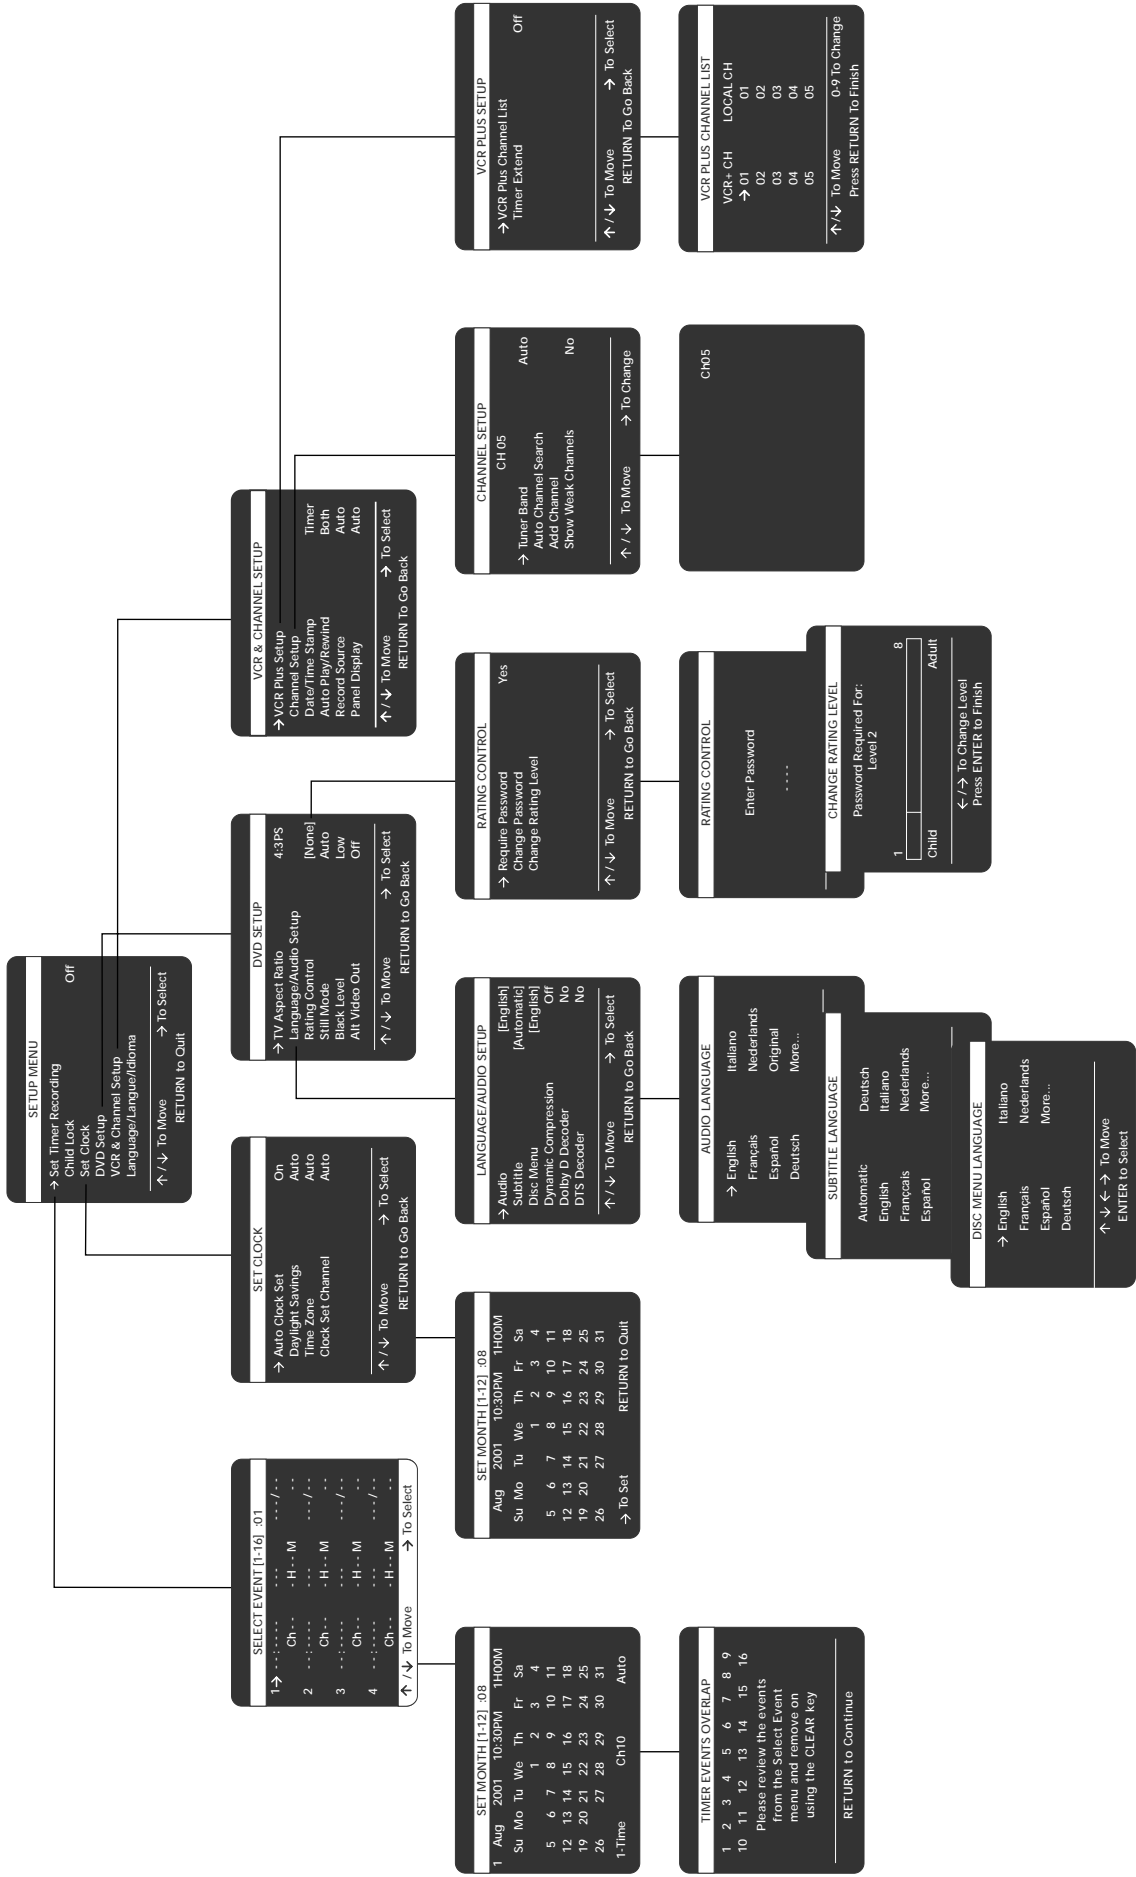 SETUP MENU
→ Set Timer Recording
Child Lock Off
Set Clock
DVD Setup
VCR & Channel Setup
Language/Langue/Idioma
↑ / ↓ To Move → To Select
RETURN to Quit
SELECT EVENT [1-16] :01
1→ - - : - - - - - - - - - - / - -
Ch - - - H - - M - -
2 - - : - - - - - - - - - - / - -
Ch - - - H - - M - -
3 - - : - - - - - - - - - - / - -
Ch - - - H - - M - -
4 - - : - - - - - - - - - - / - -
Ch - - - H - - M - -
↑ / ↓ To Move → To Select
SET CLOCK
→ Auto Clock Set On
Daylight Savings Auto
Time Zone Auto
Clock Set Channel Auto
↑ / ↓ To Move → To Select
RETURN to Go Back
DVD SETUP
→ TV Aspect Ratio 4:3PS
Language/Audio Setup
Rating Control [None]
Still Mode Auto
Black Level Low
Alt Video Out Off
↑ / ↓ To Move → To Select
RETURN to Go Back
VCR & CHANNEL SETUP
→ VCR Plus Setup
Channel Setup
Date/Time Stamp Timer
Auto Play/Rewind Both
Record Source Auto
Panel Display Auto
↑ / ↓ To Move → To Select
RETURN To Go Back
SET MONTH [1-12] :08
1 Aug 2001 10:30PM 1H00M
Su Mo Tu We Th Fr Sa
1 2 3 4
5 6 7 8 9 10 11
12 13 14 15 16 17 18
19 20 21 22 23 24 25
26 27 28 29 30 31
1-Time Ch10 Auto
SET MONTH [1-12] :08
Aug 2001 10:30PM 1H00M
Su Mo Tu We Th Fr Sa
1 2 3 4
5 6 7 8 9 10 11
12 13 14 15 16 17 18
19 20 21 22 23 24 25
26 27 28 29 30 31
→ To Set RETURN to Quit
LANGUAGE/AUDIO SETUP
→ Audio [English]
Subtitle [Automatic]
Disc Menu [English]
Dynamic Compression Off
Dolby D Decoder No
DTS Decoder No
↑ / ↓ To Move → To Select
RETURN to Go Back
RATING CONTROL
→ Require Password Yes
Change Password
Change Rating Level
↑ / ↓ To Move → To Select
RETURN to Go Back
CHANNEL SETUP
CH 05
→ Tuner Band Auto
Auto Channel Search
Add Channel
Show Weak Channels No
↑ / ↓ To Move → To Change
VCR PLUS SETUP
→ VCR Plus Channel List
Timer Extend Off
↑ / ↓ To Move → To Select
RETURN To Go Back
TIMER EVENTS OVERLAP
1 2 3 4 5 6 7 8 9
10 11 12 13 14 15 16
Please review the events
from the Select Event
menu and remove on
using the CLEAR key
RETURN to Continue
AUDIO LANGUAGE
→ English Italiano
Français Nederlands
Español Original
Deutsch More...
SUBTITLE LANGUAGE
Automatic Deutsch
English Italiano
Françcais Nederlands
Español More...
DISC MENU LANGUAGE
→ English Italiano
Français Nederlands
Español More...
Deutsch
↑ ↓ ← → To Move
ENTER to Select
RATING CONTROL
Enter Password
- - - -
CHANGE RATING LEVEL
Password Required For:
Level 2
1 8
Child Adult
← / → To Change Level
Press ENTER to Finish
Ch05
VCR PLUS CHANNEL LIST
VCR+ CH LOCAL CH
→ 01 01
02 02
03 03
04 04
05 05
↑ / ↓ To Move 0-9 To Change
Press RETURN To Finish